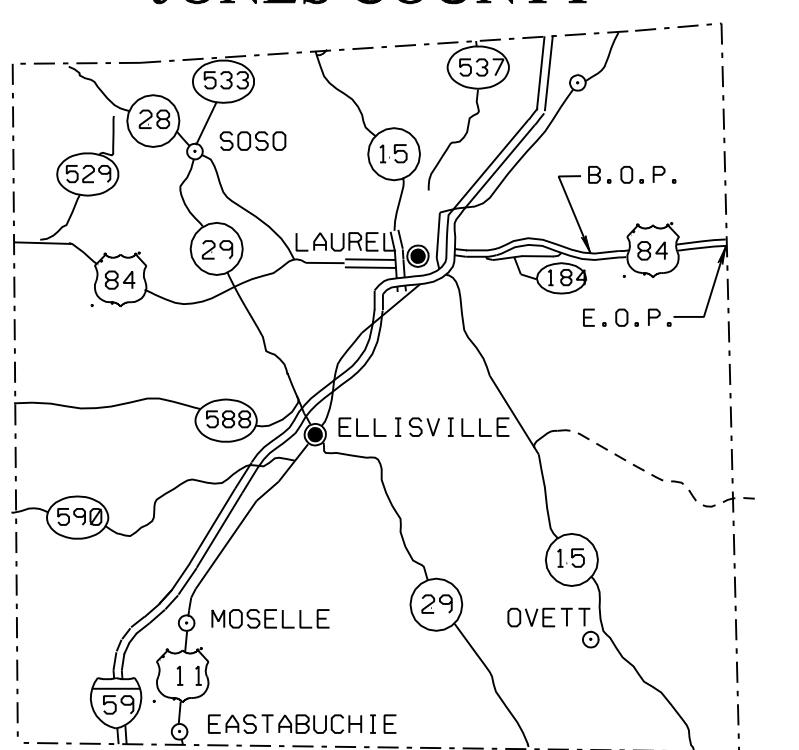 JONES COUNTY
533
537
28
SOSO
15
529
B.O.P.
29
LAUREL
84
84
184
E.O.P.
588
ELLISVILLE
590
15
29
MOSELLE
OVETT
11
59
EASTABUCHIE